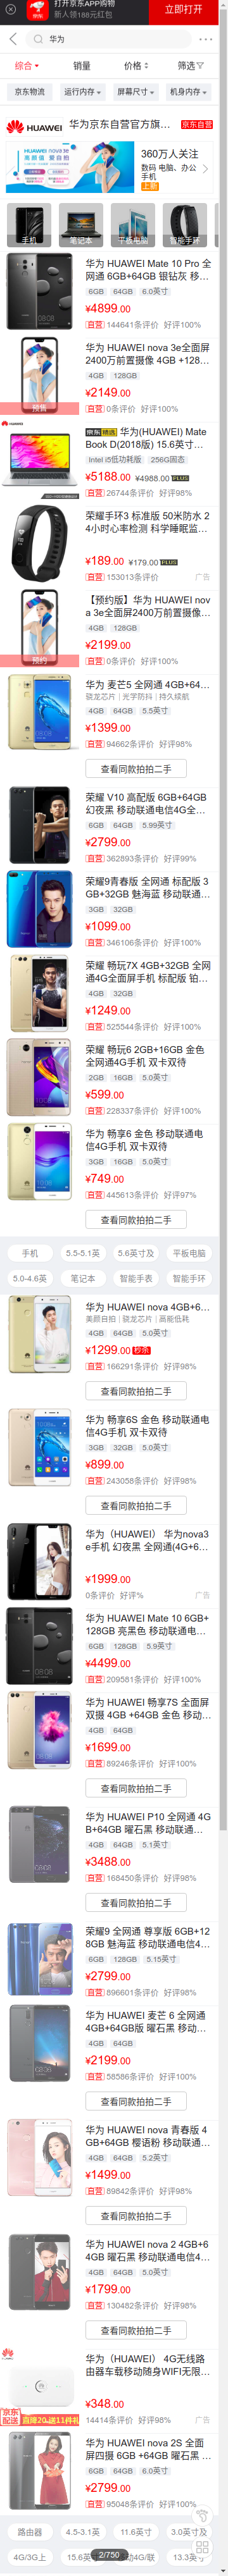 打开京东APP购物
新人领188元红包
立即打开
华为
综合
销量
价格
筛选
京东物流
运行内存
屏幕尺寸
机身内存
HUAWEI
华为京东自营官方旗…
京东自营
360万人关注
数码 电脑、办公
手机
上新
手机
笔记本
平板电脑
智能手环
华为 HUAWEI Mate 10 Pro 全
网通 6GB+64GB 银钻灰 移…
6GB 64GB 6.0英寸
¥4899.00
自营 144641条评价 好评100%
华为 HUAWEI nova 3e全面屏
2400万前置摄像 4GB +128…
4GB 128GB
¥2149.00
自营 0条评价 好评100%
预售
京东精选 华为(HUAWEI) Mate
Book D(2018版) 15.6英寸…
Intel i5低功耗版 256G固态
¥5188.00 ¥4988.00 PLUS
自营 26744条评价 好评98%
荣耀手环3 标准版 50米防水 2
4小时心率检测 科学睡眠监…
¥189.00 ¥179.00 PLUS
自营 153013条评价 广告
【预约版】华为 HUAWEI nov
a 3e全面屏2400万前置摄像…
4GB 128GB
¥2199.00
自营 0条评价 好评100%
预约
华为 麦芒5 全网通 4GB+64…
骁龙芯片 | 光学防抖 | 持久续航
4GB 64GB 5.5英寸
¥1399.00
自营 94662条评价 好评98%
查看同款拍拍二手
荣耀 V10 高配版 6GB+64GB
幻夜黑 移动联通电信4G全…
6GB 64GB 5.99英寸
¥2799.00
自营 362893条评价 好评99%
荣耀9青春版 全网通 标配版 3
GB+32GB 魅海蓝 移动联通…
3GB 32GB
¥1099.00
自营 346106条评价 好评100%
荣耀 畅玩7X 4GB+32GB 全网
通4G全面屏手机 标配版 铂…
4GB 32GB
¥1249.00
自营 525544条评价 好评100%
荣耀 畅玩6 2GB+16GB 金色
全网通4G手机 双卡双待
2GB 16GB 5.0英寸
¥599.00
自营 228337条评价 好评100%
华为 畅享6 金色 移动联通电
信4G手机 双卡双待
3GB 16GB 5.0英寸
¥749.00
自营 445613条评价 好评97%
查看同款拍拍二手
手机
5.5-5.1英
5.6英寸及
平板电脑
5.0-4.6英
笔记本
智能手表
智能手环
华为 HUAWEI nova 4GB+6…
美颜自拍 | 骁龙芯片 | 高能低耗
4GB 64GB 5.0英寸
¥1299.00 秒杀
自营 166291条评价 好评98%
查看同款拍拍二手
华为 畅享6S 金色 移动联通电
信4G手机 双卡双待
3GB 32GB 5.0英寸
¥899.00
自营 243058条评价 好评98%
查看同款拍拍二手
华为（HUAWEI） 华为nova3
e手机 幻夜黑 全网通(4G+6…
¥1999.00
0条评价 好评% 广告
华为 HUAWEI Mate 10 6GB+
128GB 亮黑色 移动联通电…
6GB 128GB 5.9英寸
¥4499.00
自营 209581条评价 好评100%
华为 HUAWEI 畅享7S 全面屏
双摄 4GB +64GB 金色 移动…
4GB 64GB
¥1699.00
自营 89246条评价 好评100%
查看同款拍拍二手
华为 HUAWEI P10 全网通 4G
B+64GB 曜石黑 移动联通…
4GB 64GB 5.1英寸
¥3488.00
自营 168450条评价 好评98%
查看同款拍拍二手
荣耀9 全网通 尊享版 6GB+12
8GB 魅海蓝 移动联通电信4…
6GB 128GB 5.15英寸
¥2799.00
自营 896601条评价 好评98%
华为 HUAWEI 麦芒 6 全网通
4GB+64GB版 曜石黑 移动…
4GB 64GB
¥2199.00
自营 58586条评价 好评100%
查看同款拍拍二手
华为 HUAWEI nova 青春版 4
GB+64GB 樱语粉 移动联通…
4GB 64GB 5.2英寸
¥1499.00
自营 89842条评价 好评98%
查看同款拍拍二手
华为 HUAWEI nova 2 4GB+6
4GB 曜石黑 移动联通电信4…
4GB 64GB 5.0英寸
¥1799.00
自营 130482条评价 好评98%
查看同款拍拍二手
华为（HUAWEI） 4G无线路
由器车载移动随身WIFI无限…
¥348.00
14414条评价 好评98% 广告
京东配送
华为 HUAWEI nova 2S 全面
屏四摄 6GB +64GB 曜石黑 …
6GB 64GB 6.0英寸
¥2799.00
自营 95048条评价 好评100%
路由器
4.5-3.1英
11.6英寸
3.0英寸及
4G/3G上
2/750